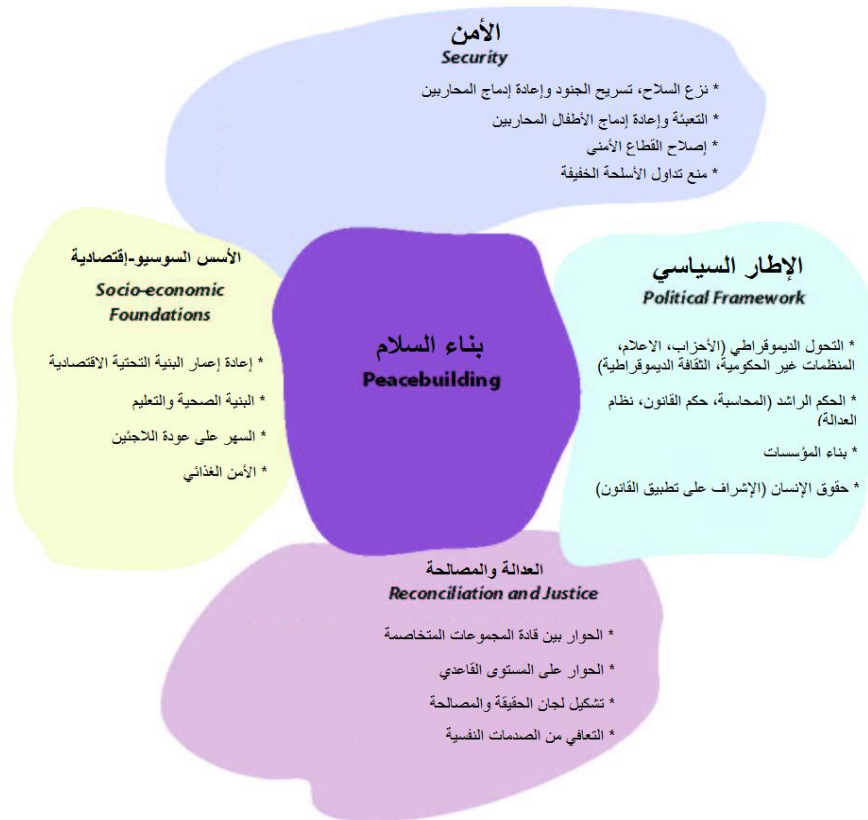 الأمن
Security
* نزع السلاح، تسريح الجنود وإعادة إدماج المحاربين
* التعبئة وإعادة إدماج الأطفال المحاربين
* إصلاح القطاع الأمني
* منع تداول الأسلحة الخفيفة
الإطار السياسي
Political Framework
* التحول الديموقراطي (الأحزاب، الاعلام،
المنظمات غير الحكومية، الثقافة الديموقراطية)
* الحكم الراشد (المحاسبة، حكم القانون، نظام
العدالة)
* بناء المؤسسات
* حقوق الإنسان (الإشراف على تطبيق القانون)
بناء السلام
Peacebuilding
الأسس السوسيو-إقتصادية
Socio-economic
Foundations
* إعادة إعمار البنية التحتية الاقتصادية
* البنية الصحية والتعليم
* السهر على عودة اللاجئين
* الأمن الغذائي
العدالة والمصالحة
Reconciliation and Justice
* الحوار بين قادة المجموعات المتخاصمة
* الحوار على المستوى القاعدي
* تشكيل لجان الحقيقة والمصالحة
* التعافي من الصدمات النفسية